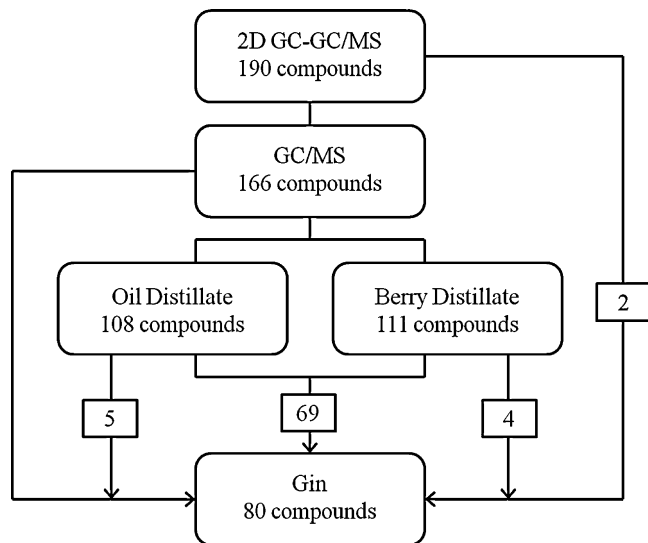 2D GC-GC/MS
190 compounds
GC/MS
166 compounds
Oil Distillate
108 compounds
Berry Distillate
111 compounds
2
5
69
4
Gin
80 compounds